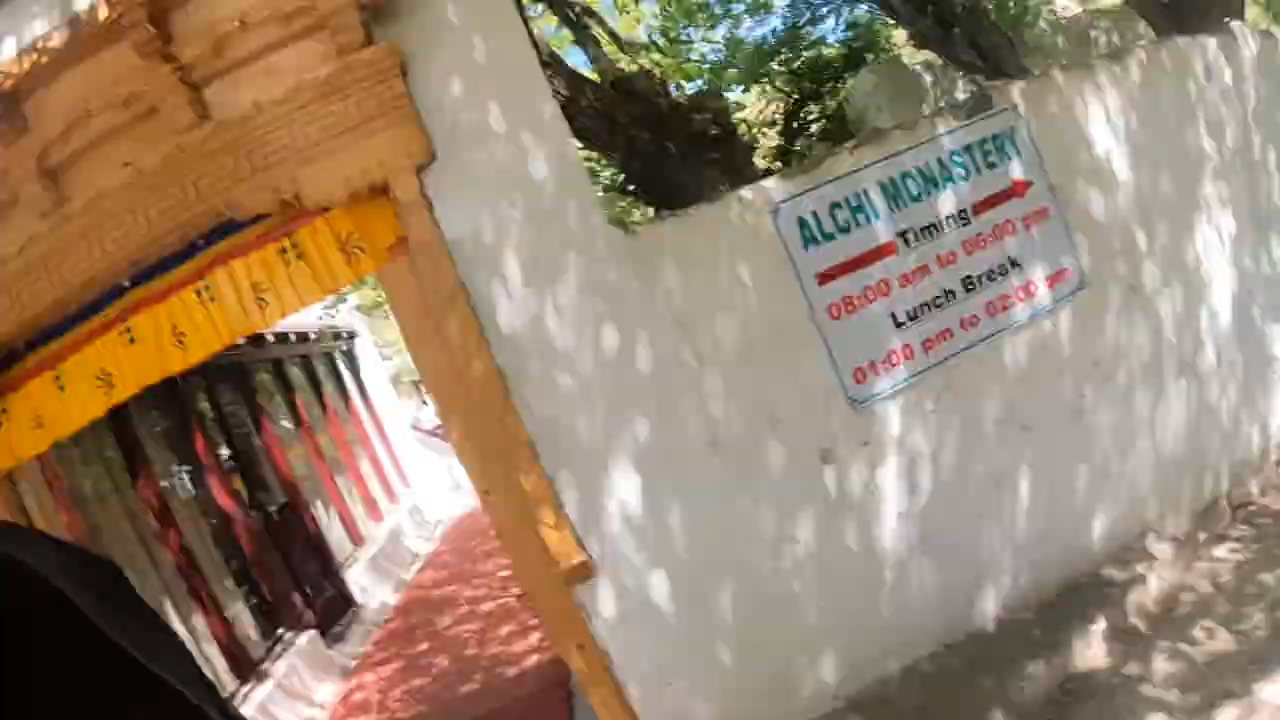 ALCHI MONASTERY
Timing
08:00 am to 06:00 pm
Lunch Break
01:00 pm to 02:00 pm